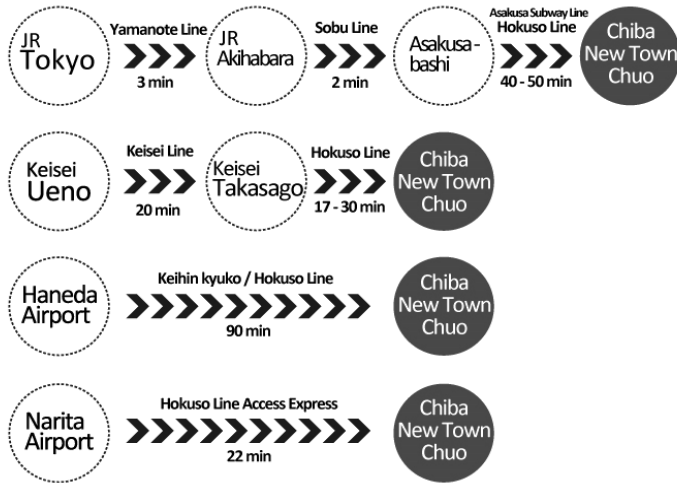 JR
Tokyo
Yamanote Line
3 min
JR
Akihabara
Sobu Line
2 min
Asakusa-
bashi
Asakusa Subway Line
Hokuso Line
40 - 50 min
Chiba
New Town
Chuo
Keisei
Ueno
Keisei Line
20 min
Keisei
Takasago
Hokuso Line
17 - 30 min
Chiba
New Town
Chuo
Haneda
Airport
Keihin kyuko / Hokuso Line
90 min
Chiba
New Town
Chuo
Narita
Airport
Hokuso Line Access Express
22 min
Chiba
New Town
Chuo